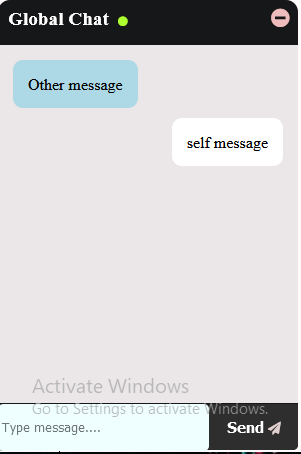 Global Chat
Other message
self message
Activate Windows
Go to Settings to activate Windows.
Type message....
Send